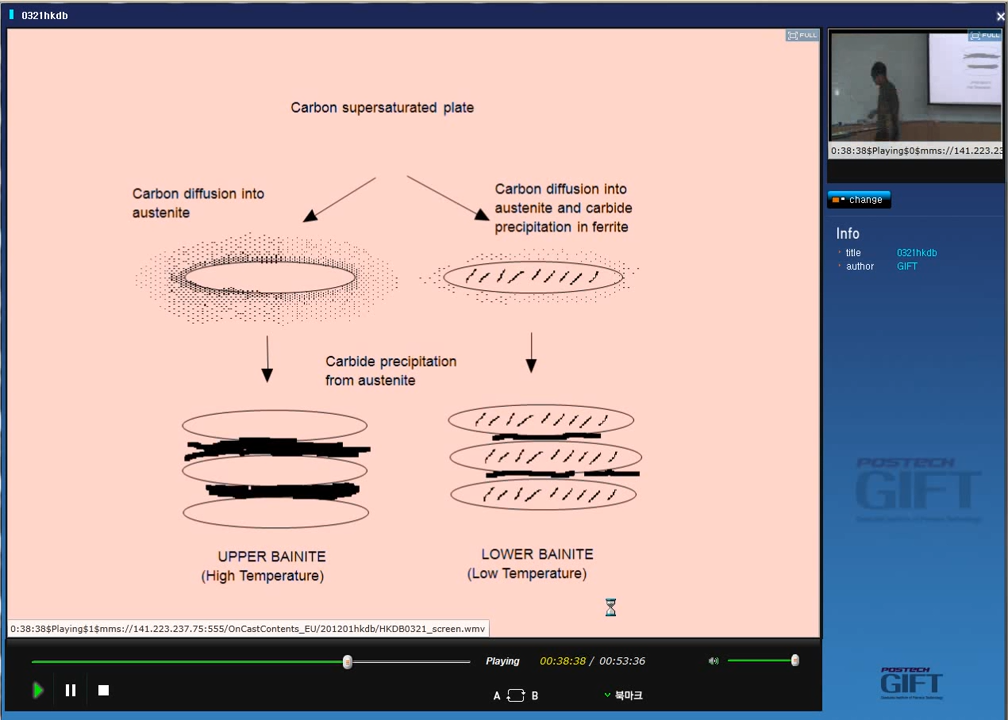 0321hkdb
FULL
FULL
Carbon supersaturated plate
Carbon diffusion into
austenite
Carbon diffusion into
austenite and carbide
precipitation in ferrite
Carbide precipitation
from austenite
UPPER BAINITE
(High Temperature)
LOWER BAINITE
(Low Temperature)
0:38:38$Playing$1$mms://141.223.237.75:555/OnCastContents_EU/201201hkdb/HKDB0321_screen.wmv
0:38:38$Playing$0$mms://141.223.23
change
Info
title 0321hkdb
author GIFT
POSTECH
GIFT
Playing 00:38:38 / 00:53:36
A B 북마크
POSTECH
GIFT